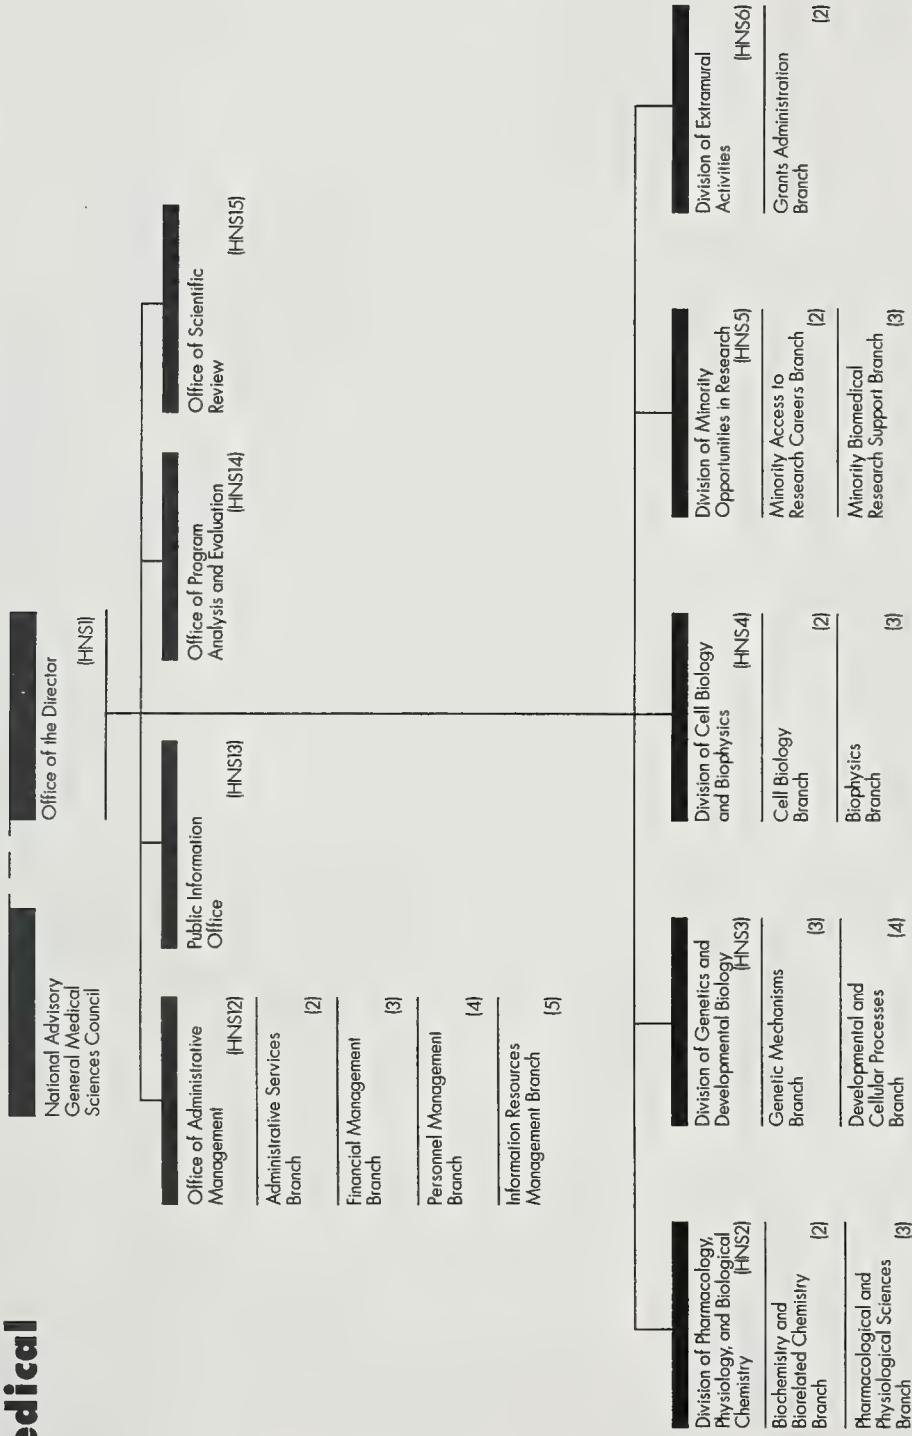 edical
National Advisory
General Medical
Sciences Council
Office of the Director
(HNS1)
Office of Administrative
Management
(HNS12)
Administrative Services
Branch
(2)
Financial Management
Branch
(3)
Personnel Management
Branch
(4)
Information Resources
Management Branch
(5)
Public Information
Office
(HNS13)
Office of Program
Analysis and Evaluation
(HNS14)
Office of Scientific
Review
(HNS15)
Division of Pharmacology,
Physiology, and Biological
Chemistry (HNS2)
Biochemistry and
Biorelated Chemistry
Branch (2)
Pharmacological and
Physiological Sciences
Branch (3)
Division of Genetics and
Developmental Biology
(HNS3)
Genetic Mechanisms
Branch
(3)
Developmental and
Cellular Processes
Branch (4)
Division of Cell Biology
and Biophysics
(HNS4)
Cell Biology
Branch
(2)
Biophysics
Branch
(3)
Division of Minority
Opportunities in Research
(HNS5)
Minority Access to
Research Careers Branch
(2)
Minority Biomedical
Research Support Branch
(3)
Division of Extramural
Activities
(HNS6)
Grants Administration
Branch
(2)